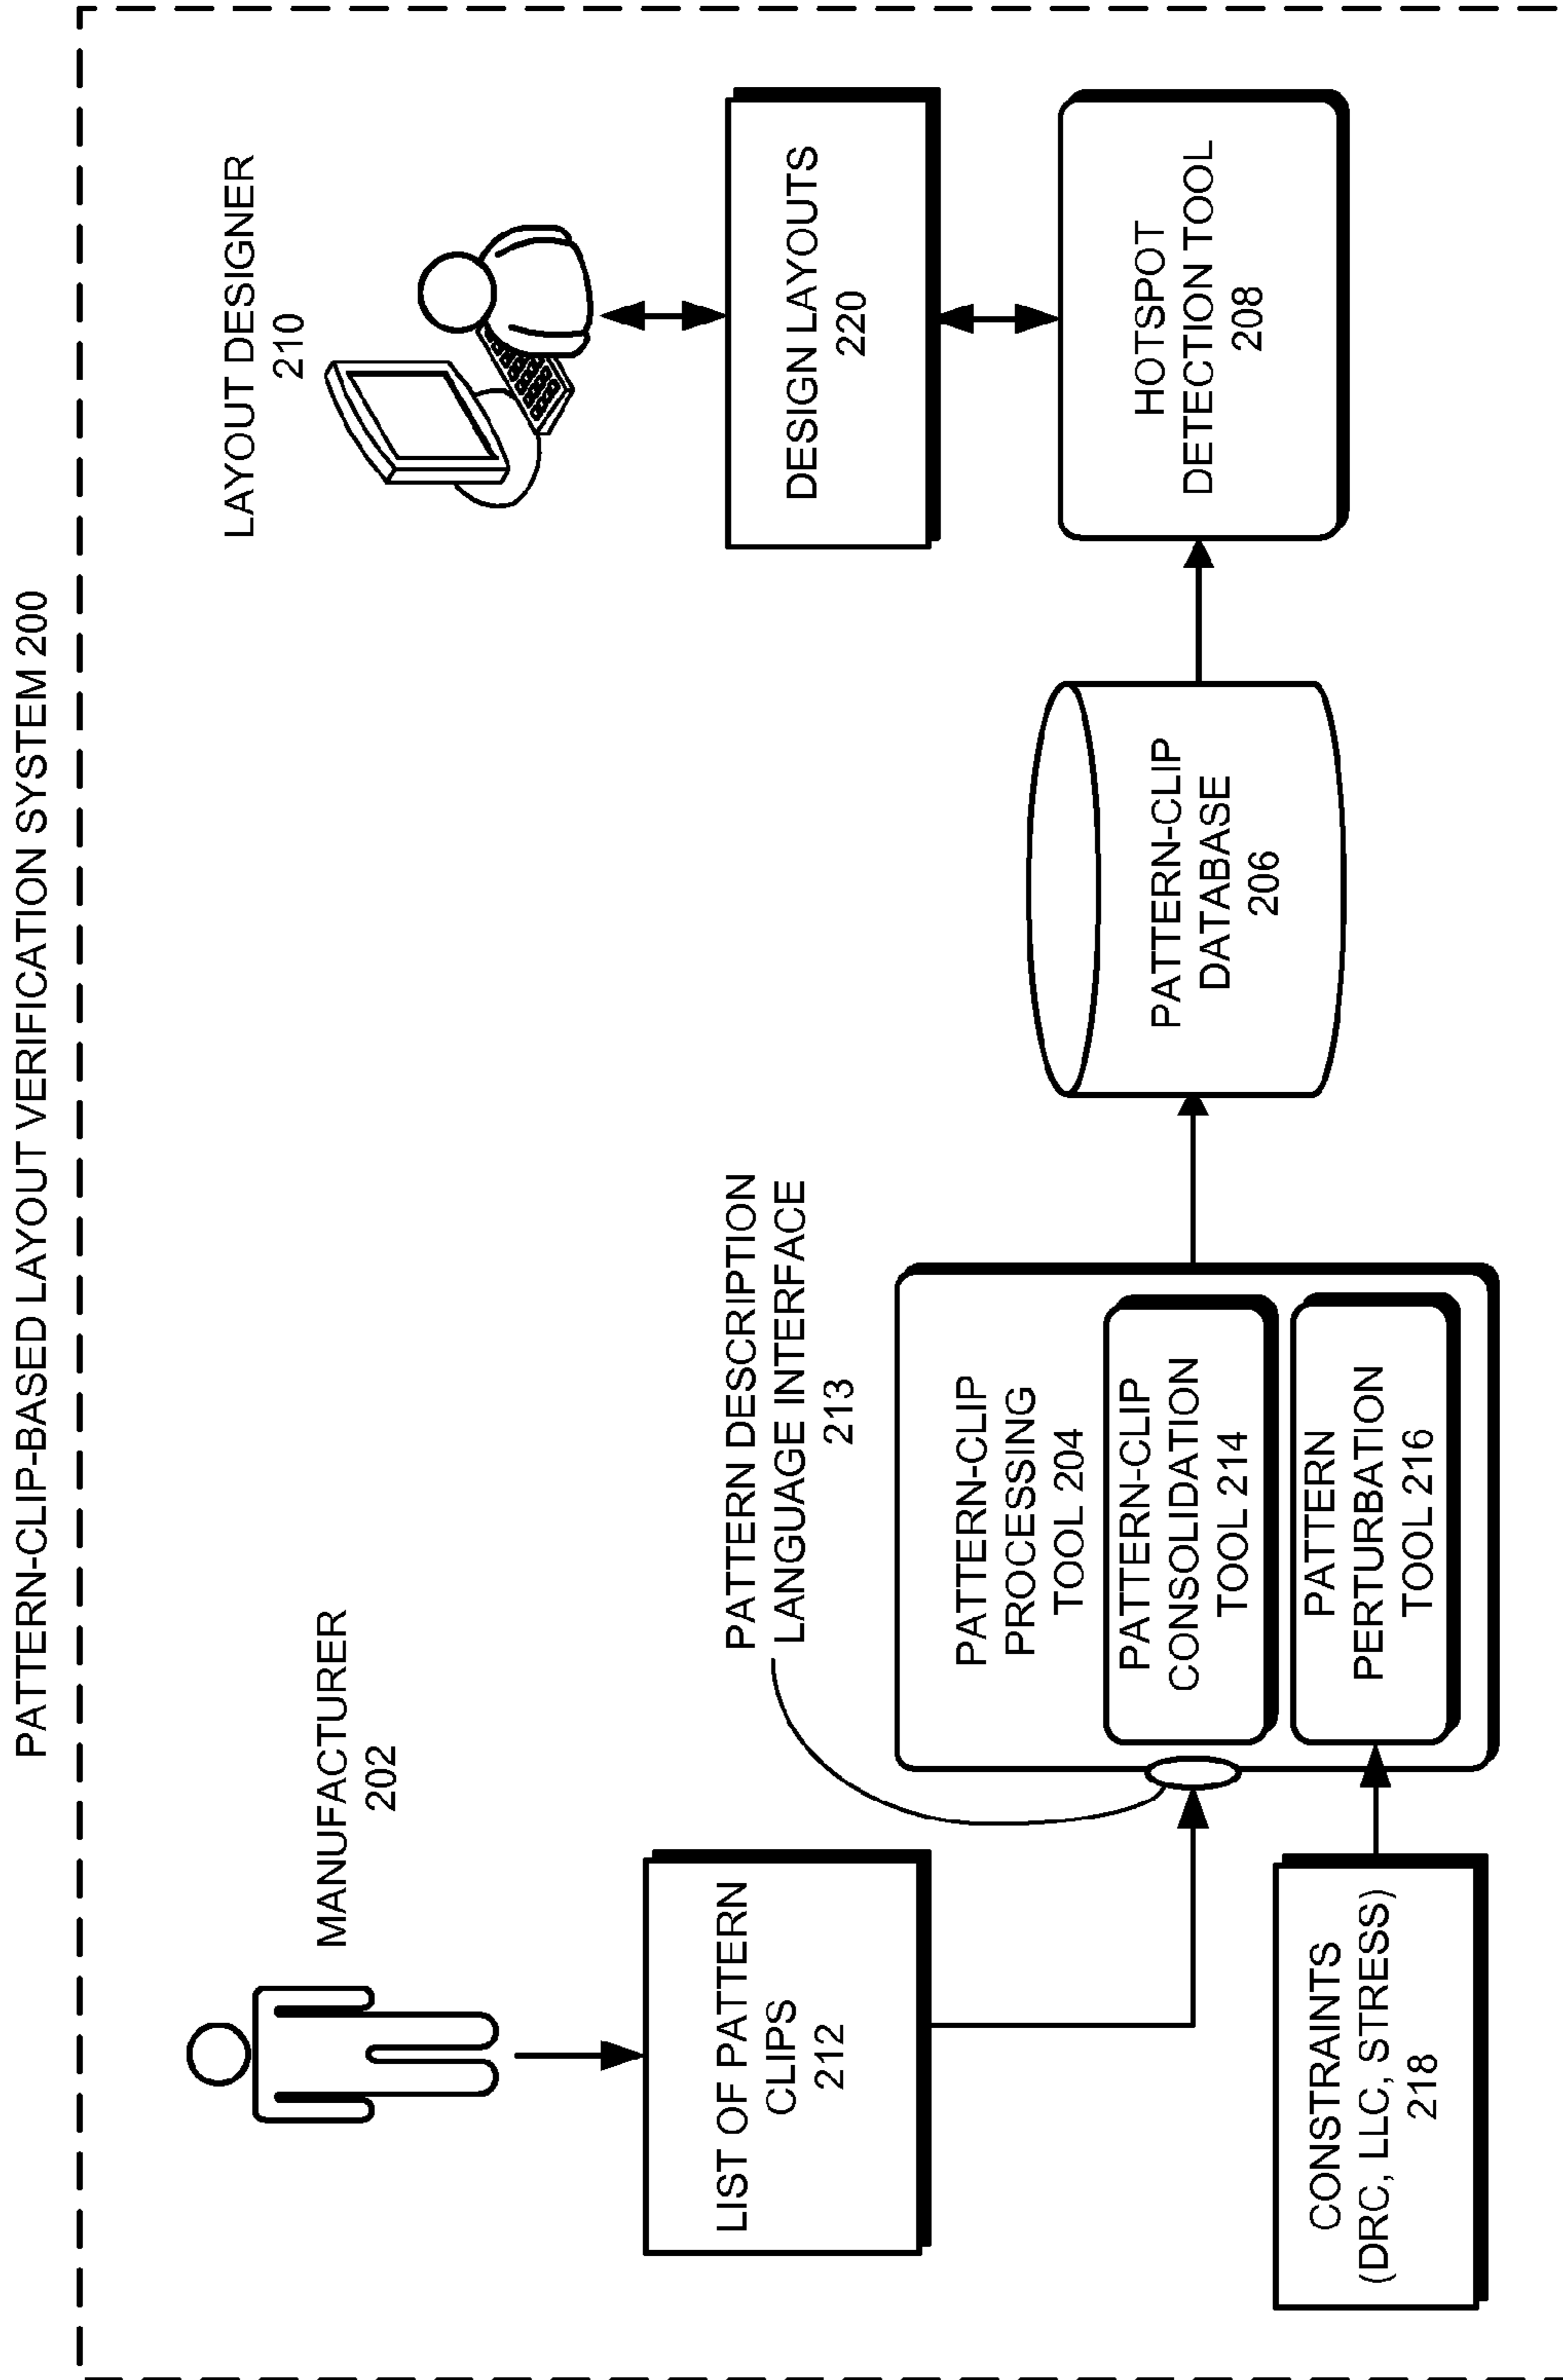 PATTERN-CLIP-BASED LAYOUT VERIFICATION SYSTEM 200
MANUFACTURER
202
LIST OF PATTERN
CLIPS
212
CONSTRAINTS
(DRC, LLC, STRESS)
218
PATTERN DESCRIPTION
LANGUAGE INTERFACE
213
PATTERN-CLIP
PROCESSING
TOOL 204
PATTERN-CLIP
CONSOLIDATION
TOOL 214
PATTERN
PERTURBATION
TOOL 216
PATTERN-CLIP
DATABASE
206
LAYOUT DESIGNER
210
DESIGN LAYOUTS
220
HOTSPOT
DETECTION TOOL
208